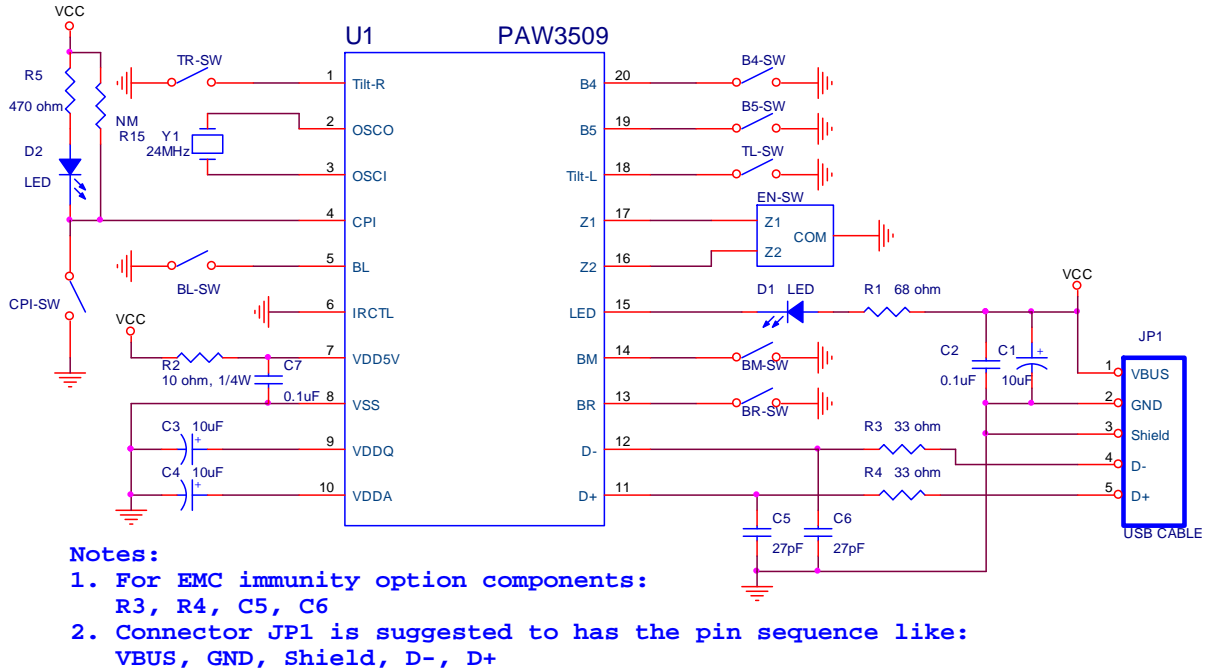 VCC
U1 PAW3509
TR-SW
B4-SW
R5
1 Tilt-R
B4 20
470 ohm
B5-SW
NM
R15
Y1
24MHz
2 OSCO
B5 19
D2
TL-SW
LED
3 OSCI
Tilt-L 18
EN-SW
4 CPI
Z1 17
Z1
COM
Z2
5 BL
Z2 16
BL-SW
VCC
CPI-SW
D1 LED
R1 68 ohm
6 IRCTL
LED 15
VCC
JP1
R2
10 ohm, 1/4W
C7
0.1uF
7 VDD5V
BM 14
BM-SW
C2
0.1uF
C1
+
10uF
1 VBUS
8 VSS
BR 13
BR-SW
2 GND
C3 10uF
+
R3 33 ohm
3 Shield
9 VDDQ
D- 12
C4 10uF
+
R4 33 ohm
4 D-
10 VDDA
D+ 11
5 D+
C5
27pF
C6
27pF
USB CABLE
Notes:
1. For EMC immunity option components:
R3, R4, C5, C6
2. Connector JP1 is suggested to has the pin sequence like:
VBUS, GND, Shield, D-, D+